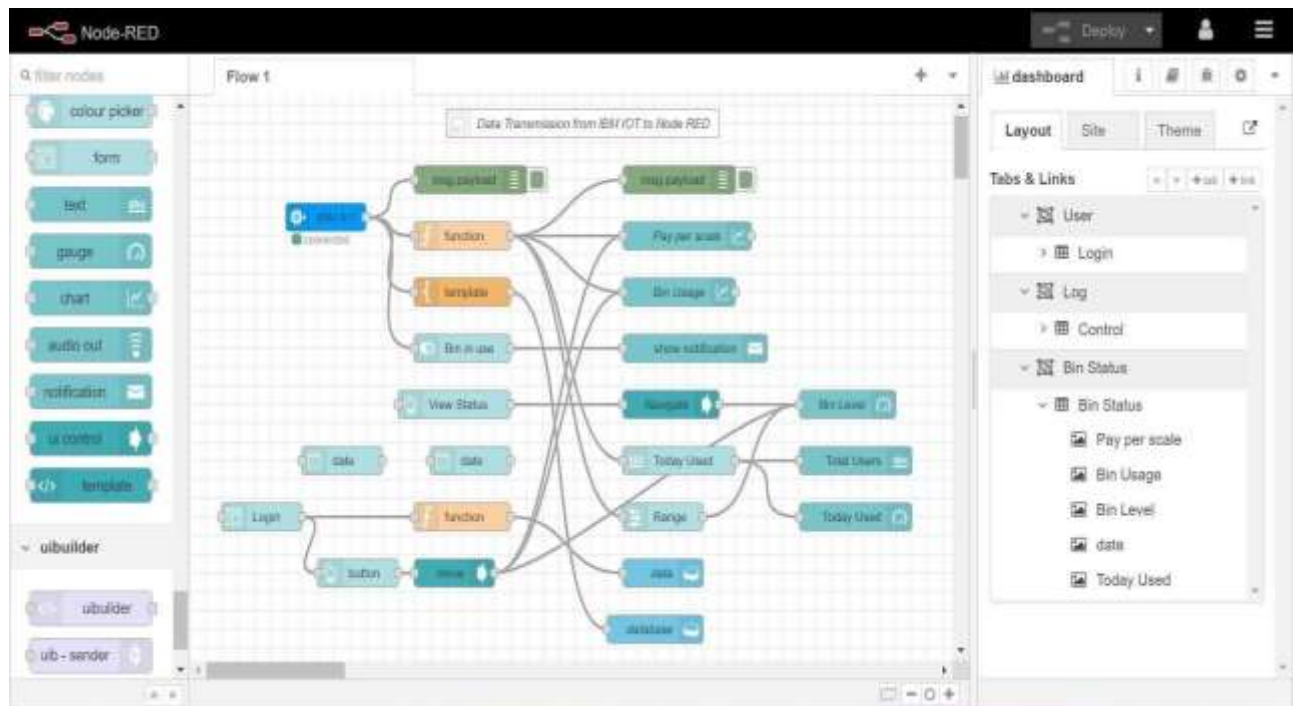 Node-RED
Deploy
filter nodes
Flow 1
dashboard
i
colour picker
form
text
gauge
chart
audio out
notification
ui control
template
uibuilder
uibuilder
uib - sender
Data Transmission from IBM IOT to Node RED
msg.payload
msg.payload
connected
function
Pay per scale
template
Bin Usage
Bin in use
show notification
View Status
Navigate
Bin Level
date
date
Today Used
Total Users
Login
function
Range
Today Used
button
data
database
Layout
Site
Theme
Tabs & Links
User
Login
Log
Control
Bin Status
Bin Status
Pay per scale
Bin Usage
Bin Level
date
Today Used